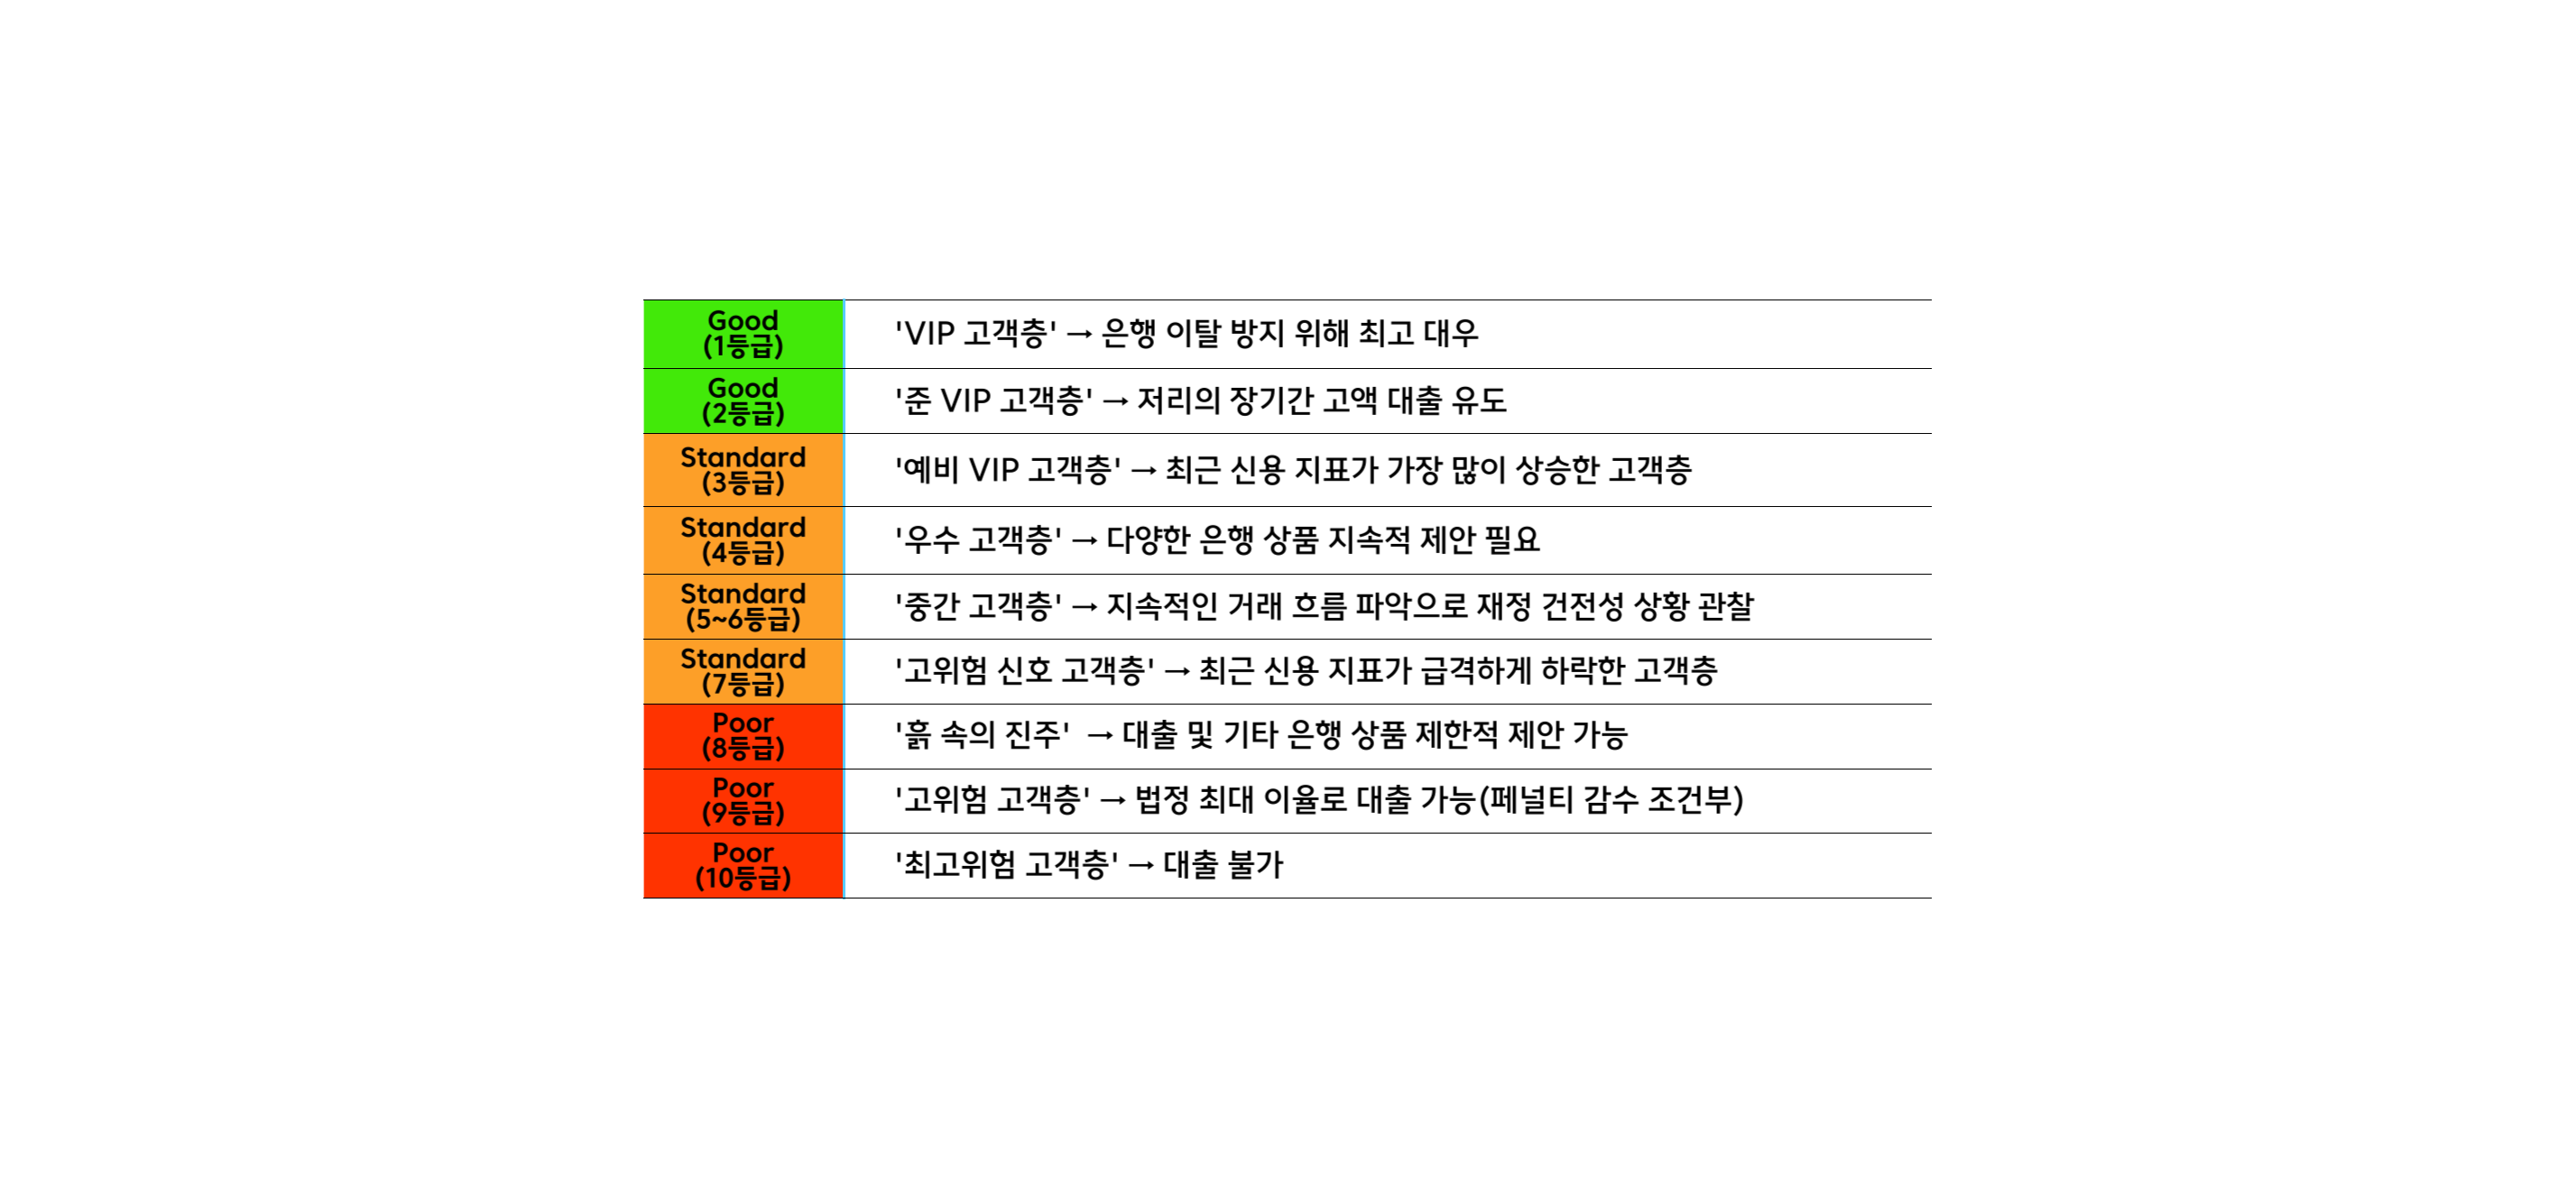 Good
(1등급)
'VIP 고객층' → 은행 이탈 방지 위해 최고 대우
Good
(2등급)
'준 VIP 고객층' → 저리의 장기간 고액 대출 유도
Standard
(3등급)
'예비 VIP 고객층' → 최근 신용 지표가 가장 많이 상승한 고객층
Standard
(4등급)
'우수 고객층' → 다양한 은행 상품 지속적 제안 필요
Standard
(5~6등급)
'중간 고객층' → 지속적인 거래 흐름 파악으로 재정 건전성 상황 관찰
Standard
(7등급)
'고위험 신호 고객층' → 최근 신용 지표가 급격하게 하락한 고객층
Poor
(8등급)
'흙 속의 진주' → 대출 및 기타 은행 상품 제한적 제안 가능
Poor
(9등급)
'고위험 고객층' → 법정 최대 이율로 대출 가능(페널티 감수 조건부)
Poor
(10등급)
'최고위험 고객층' → 대출 불가